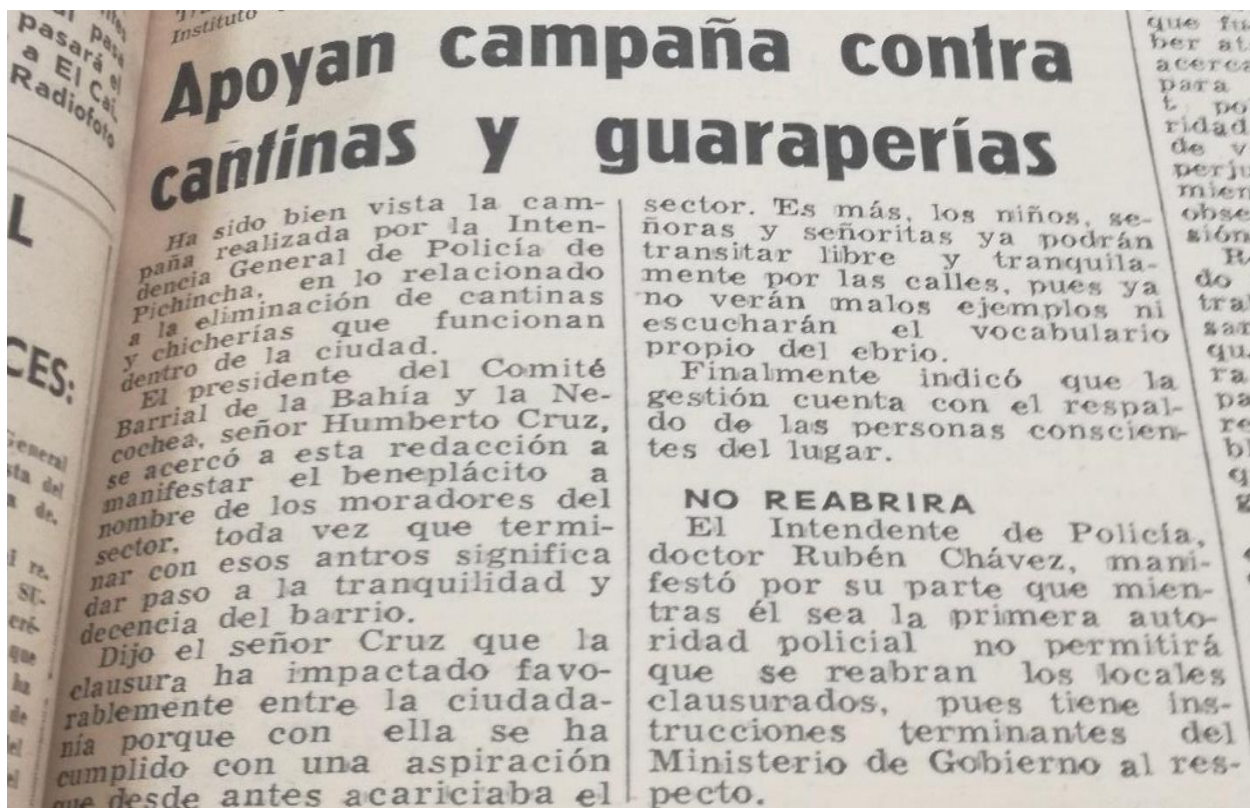 pasará el
a El Cai,
Radiofoto
L
CES:
General
Instituto
Apoyan campaña contra
cantinas y guaraperías
Ha sido bien vista la cam-
paña realizada por la Inten-
dencia General de Policía de
Pichincha, en lo relacionado
a la eliminación de cantinas
y chicherías que funcionan
dentro de la ciudad.
El presidente del Comité
Barrial de la Bahía y la Ne-
cochea, señor Humberto Cruz,
se acercó a esta redacción a
manifestar el beneplácito a
nombre de los moradores del
sector, toda vez que termi-
nar con esos antros significa
dar paso a la tranquilidad y
decencia del barrio.
Dijo el señor Cruz que la
clausura ha impactado favo-
rablemente entre la ciudada-
nía porque con ella se ha
cumplido con una aspiración
que desde antes acariciaba el
sector. Es más, los niños, se-
ñoras y señoritas ya podrán
transitar libre y tranquila-
mente por las calles, pues ya
no verán malos ejemplos ni
escucharán el vocabulario
propio del ebrio.
Finalmente indicó que la
gestión cuenta con el respal-
do de las personas conscien-
tes del lugar.
NO REABRIRA
El Intendente de Policía,
doctor Rubén Chávez, mani-
festó por su parte que mien-
tras él sea la primera auto-
ridad policial no permitirá
que se reabran los locales
clausurados, pues tiene ins-
trucciones terminantes del
Ministerio de Gobierno al res-
pecto.